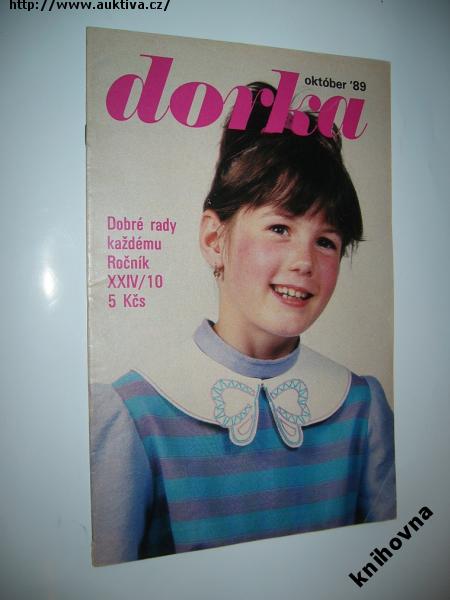 http://www.auktiva.cz/
október '89
dorka
Dobré rady
každému
Ročník
XXIV/10
5 Kčs
knihovna